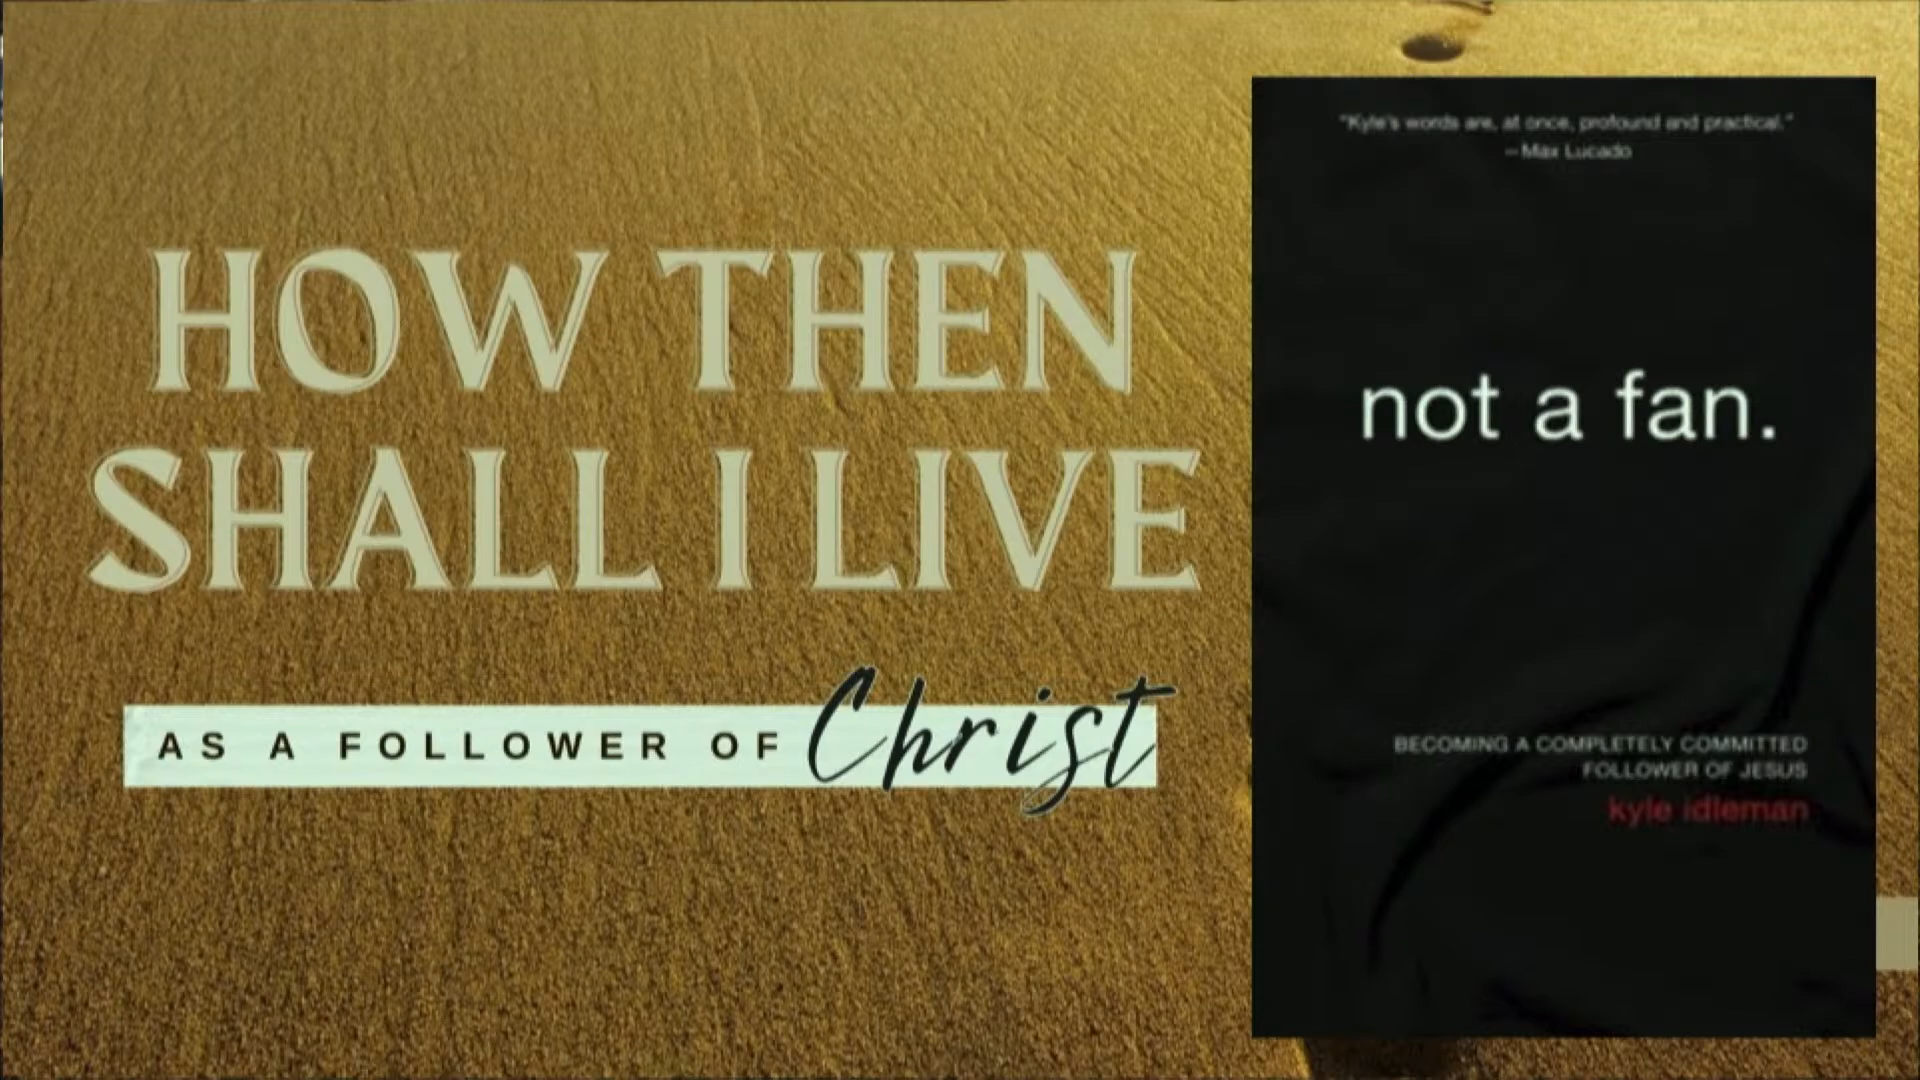 HOW THEN
SHALL I LIVE
AS A FOLLOWER OF Christ
"Kyle's words are, at once, profound and practical."
—Max Lucado
not a fan.
BECOMING A COMPLETELY COMMITTED
FOLLOWER OF JESUS
kyle idleman